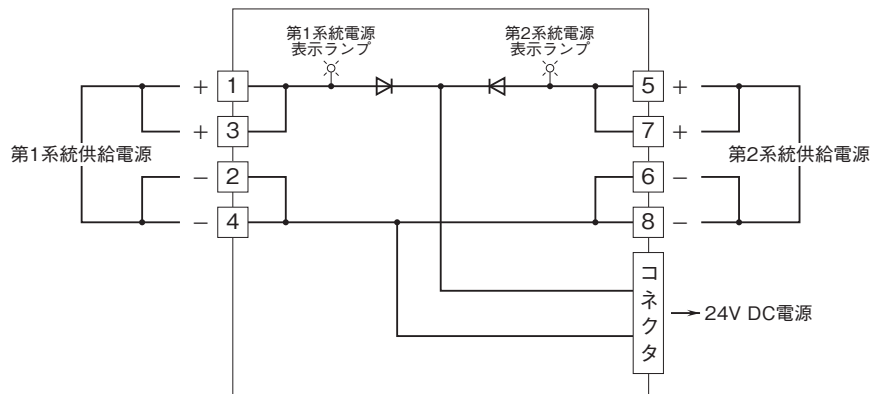 第1系統電源
表示ランプ
第2系統電源
表示ランプ
+ 1
5 +
+ 3
7 +
第1系統供給電源
第2系統供給電源
− 2
6 −
− 4
8 −
コネクタ
24V DC電源